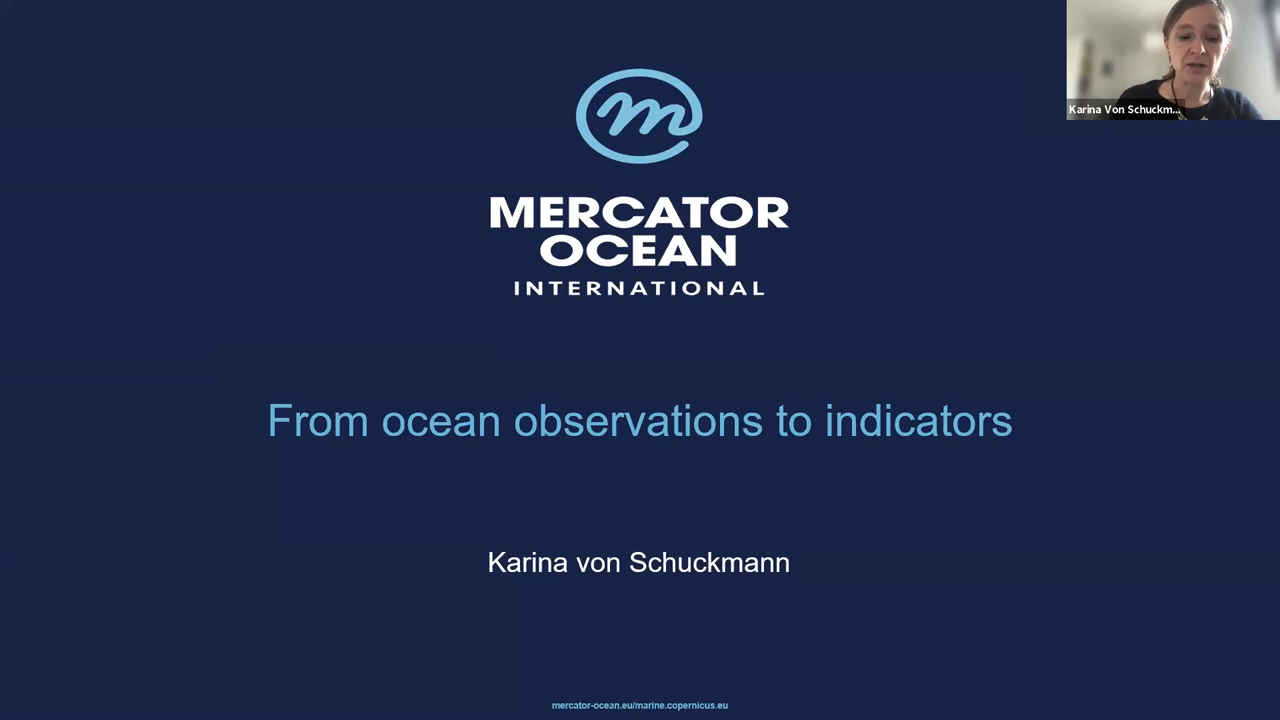 Karina Von Schuckm...
MERCATOR
OCEAN
INTERNATIONAL
From ocean observations to indicators
Karina von Schuckmann
mercator-ocean.eu/marine.copernicus.eu